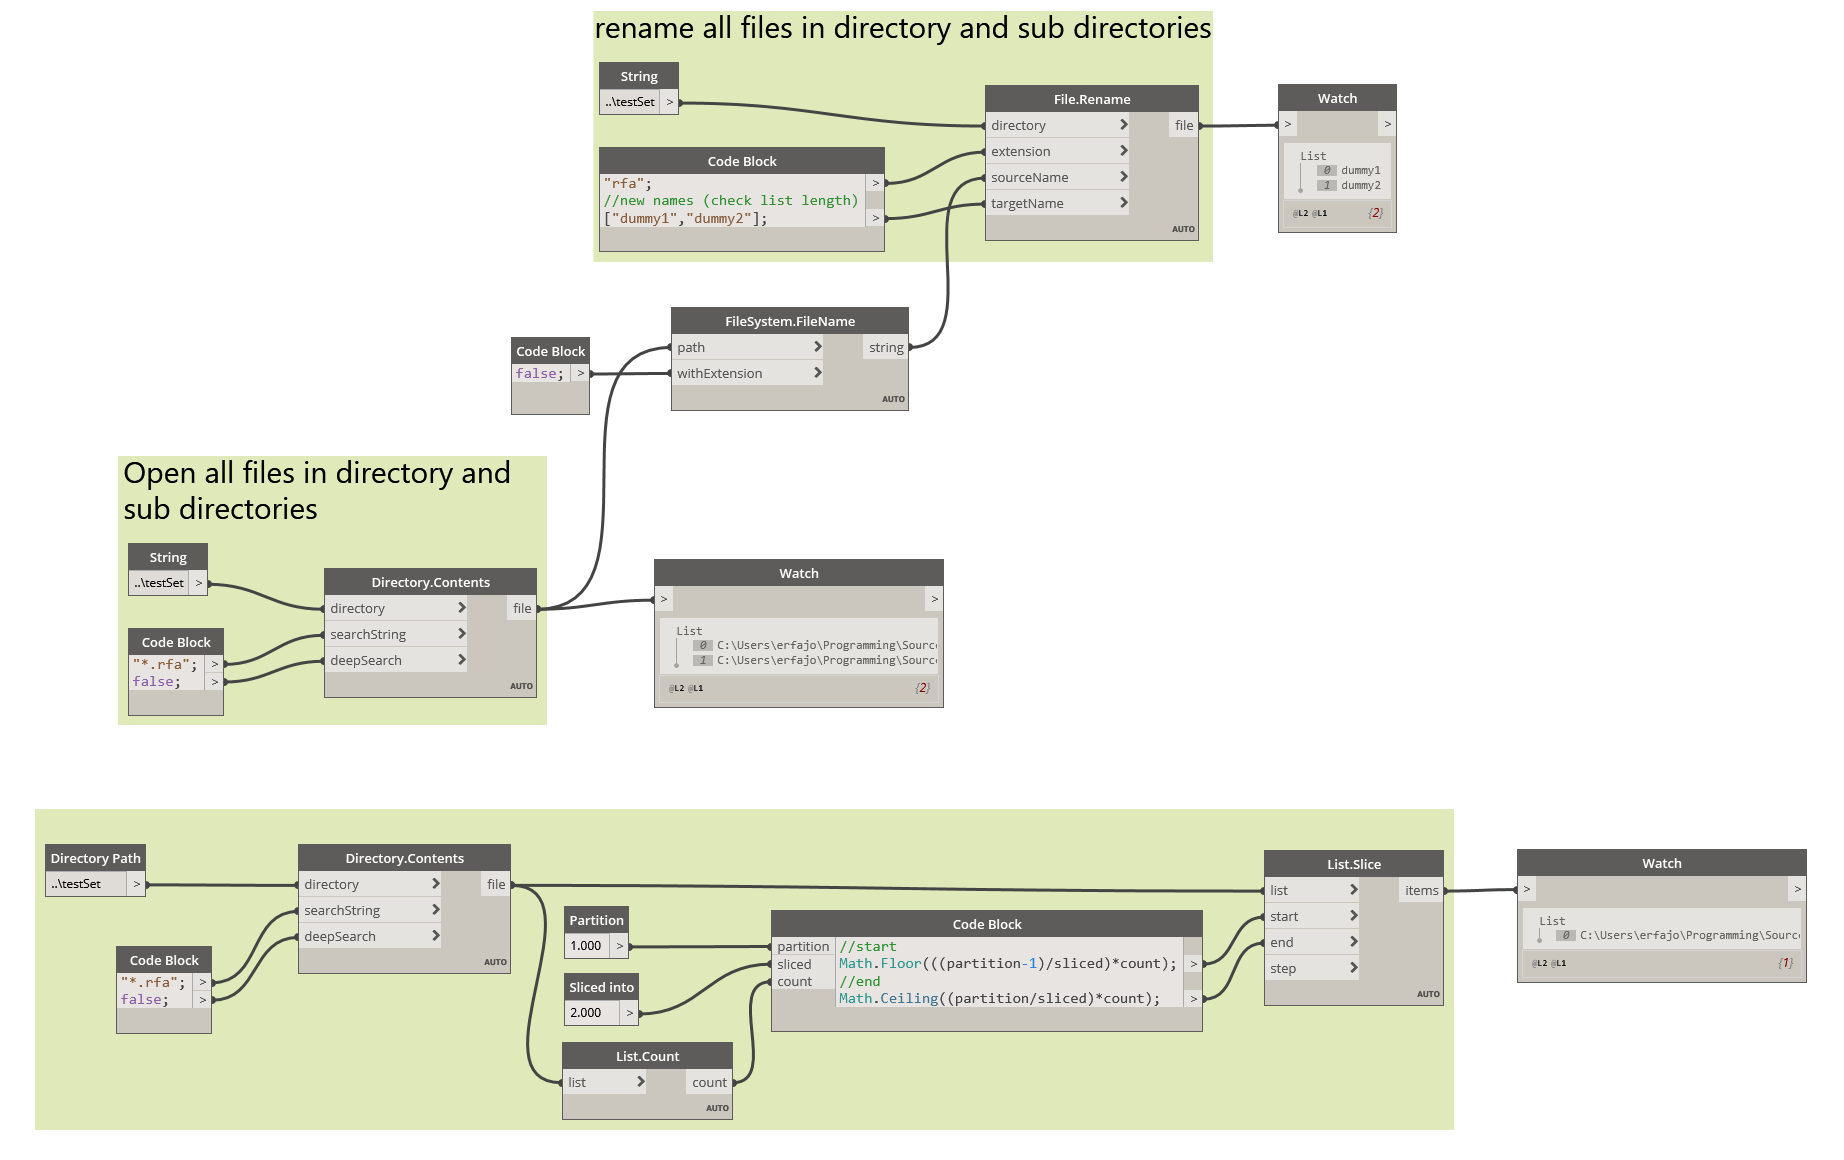 rename all files in directory and sub directories
String
..\testSet >
Code Block
"rfa"; >
//new names (check list length)
["dummy1","dummy2"]; >
File.Rename
directory file
extension
sourceName
targetName
AUTO
Watch
> >
List
0 dummy1
1 dummy2
@L2 @L1 {2}
Code Block
false; >
FileSystem.FileName
path string
withExtension
AUTO
Open all files in directory and
sub directories
String
..\testSet >
Code Block
"*.rfa"; >
false; >
Directory.Contents
directory file
searchString
deepSearch
AUTO
Watch
> >
List
0 C:\Users\erfajo\Programming\Source
1 C:\Users\erfajo\Programming\Source
@L2 @L1 {2}
Directory Path
..\testSet >
Code Block
"*.rfa"; >
false; >
Directory.Contents
directory file
searchString
deepSearch
AUTO
Partition
1.000 >
Sliced into
2.000 >
List.Count
list count
AUTO
Code Block
partition //start
sliced Math.Floor(((partition-1)/sliced)*count); >
count //end
Math.Ceiling((partition/sliced)*count); >
List.Slice
list items
start
end
step
AUTO
Watch
> >
List
0 C:\Users\erfajo\Programming\Sourc
@L2 @L1 {1}